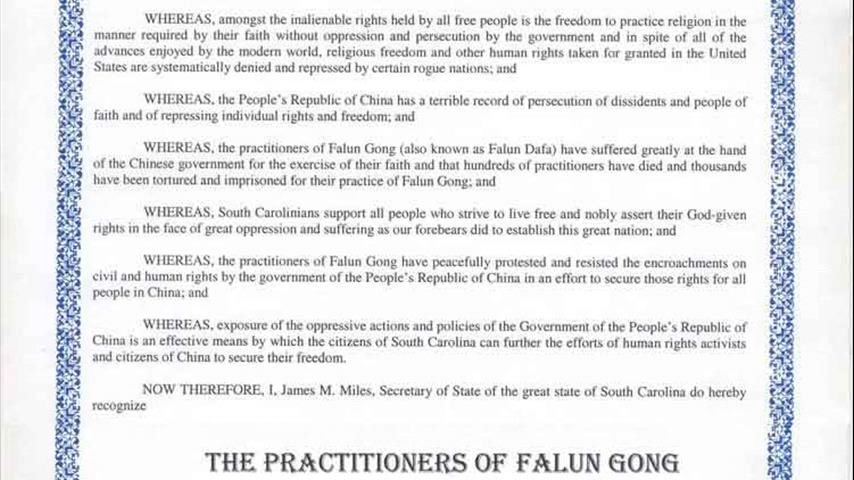 WHEREAS, amongst the inalienable rights held by all free people is the freedom to practice religion in the
manner required by their faith without oppression and persecution by the government and in spite of all of the
advances enjoyed by the modern world, religious freedom and other human rights taken for granted in the United
States are systematically denied and repressed by certain rogue nations; and
WHEREAS, the People's Republic of China has a terrible record of persecution of dissidents and people of
faith and of repressing individual rights and freedom; and
WHEREAS, the practitioners of Falun Gong (also known as Falun Dafa) have suffered greatly at the hand
of the Chinese government for the exercise of their faith and that hundreds of practitioners have died and thousands
have been tortured and imprisoned for their practice of Falun Gong; and
WHEREAS, South Carolinians support all people who strive to live free and nobly assert their God-given
rights in the face of great oppression and suffering as our forebears did to establish this great nation; and
WHEREAS, the practitioners of Falun Gong have peacefully protested and resisted the encroachments on
civil and human rights by the government of the People's Republic of China in an effort to secure those rights for all
people in China; and
WHEREAS, exposure of the oppressive actions and policies of the Government of the People's Republic of
China is an effective means by which the citizens of South Carolina can further the efforts of human rights activists
and citizens of China to secure their freedom.
NOW THEREFORE, I, James M. Miles, Secretary of State of the great state of South Carolina do hereby
recognize
THE PRACTITIONERS OF FALUN GONG